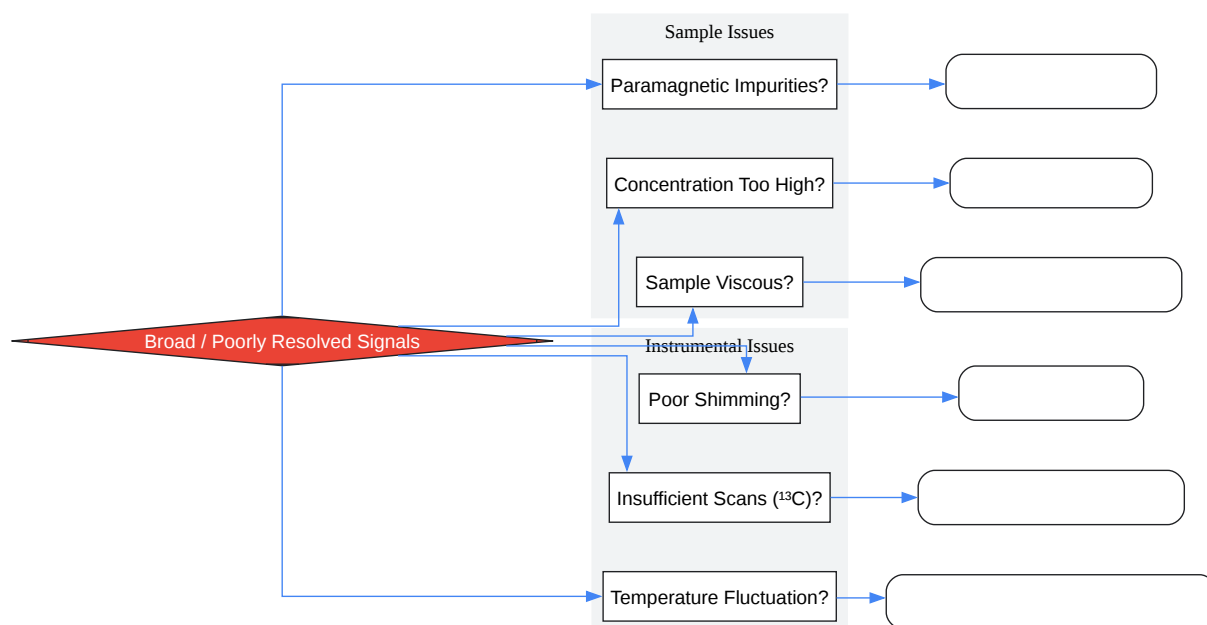 Sample Issues
Paramagnetic Impurities?
Concentration Too High?
Sample Viscous?
Broad / Poorly Resolved Signals
Instrumental Issues
Poor Shimming?
Insufficient Scans (¹³C)?
Temperature Fluctuation?